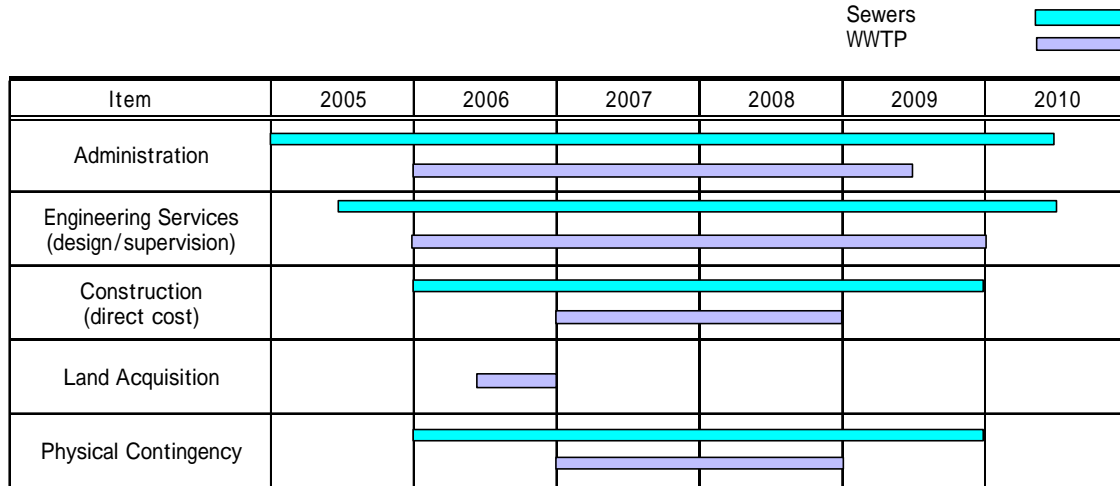 Sewers
WWTP
Item 2005 2006 2007 2008 2009 2010
Administration
Engineering Services
(design/supervision)
Construction
(direct cost)
Land Acquisition
Physical Contingency